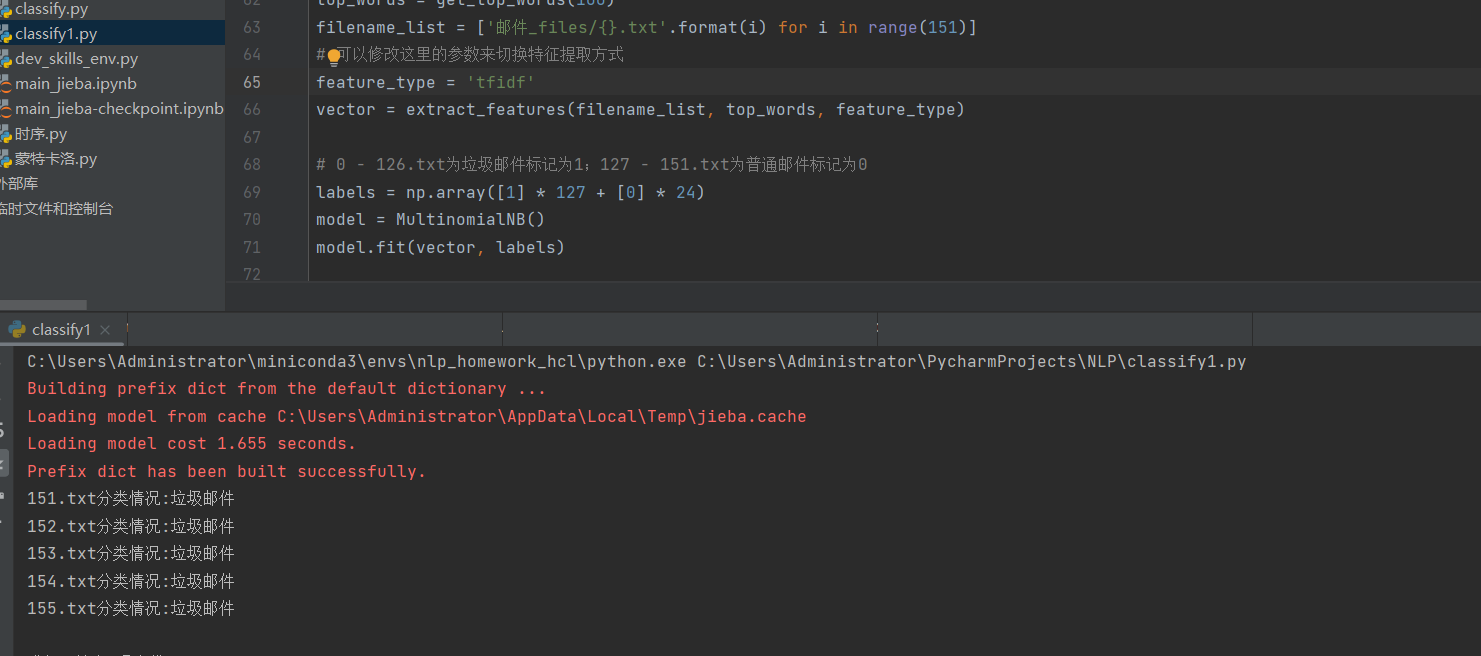 classify.py
classify1.py
dev_skills_env.py
main_jieba.ipynb
main_jieba-checkpoint.ipynb
时序.py
蒙特卡洛.py
外部库
临时文件和控制台
62 top_words = get_top_words(100)
63 filename_list = ['邮件_files/{}.txt'.format(i) for i in range(151)]
64 # 可以修改这里的参数来切换特征提取方式
65 feature_type = 'tfidf'
66 vector = extract_features(filename_list, top_words, feature_type)
67
68 # 0 - 126.txt为垃圾邮件标记为1；127 - 151.txt为普通邮件标记为0
69 labels = np.array([1] * 127 + [0] * 24)
70 model = MultinomialNB()
71 model.fit(vector, labels)
72
classify1
C:\Users\Administrator\miniconda3\envs\nlp_homework_hcl\python.exe C:\Users\Administrator\PycharmProjects\NLP\classify1.py
Building prefix dict from the default dictionary ...
Loading model from cache C:\Users\Administrator\AppData\Local\Temp\jieba.cache
Loading model cost 1.655 seconds.
Prefix dict has been built successfully.
151.txt分类情况:垃圾邮件
152.txt分类情况:垃圾邮件
153.txt分类情况:垃圾邮件
154.txt分类情况:垃圾邮件
155.txt分类情况:垃圾邮件